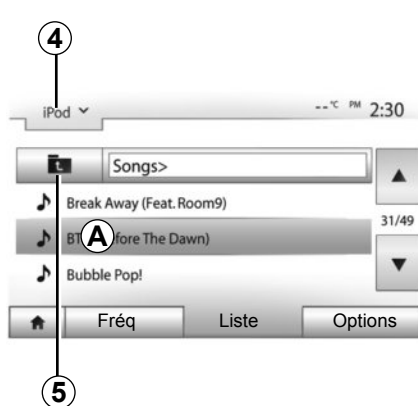 4
iPod
--°C PM 2:30
Songs>
Break Away (Feat. Room9)
31/49
A fore The Dawn)
Bubble Pop!
Fréq Liste Options
5